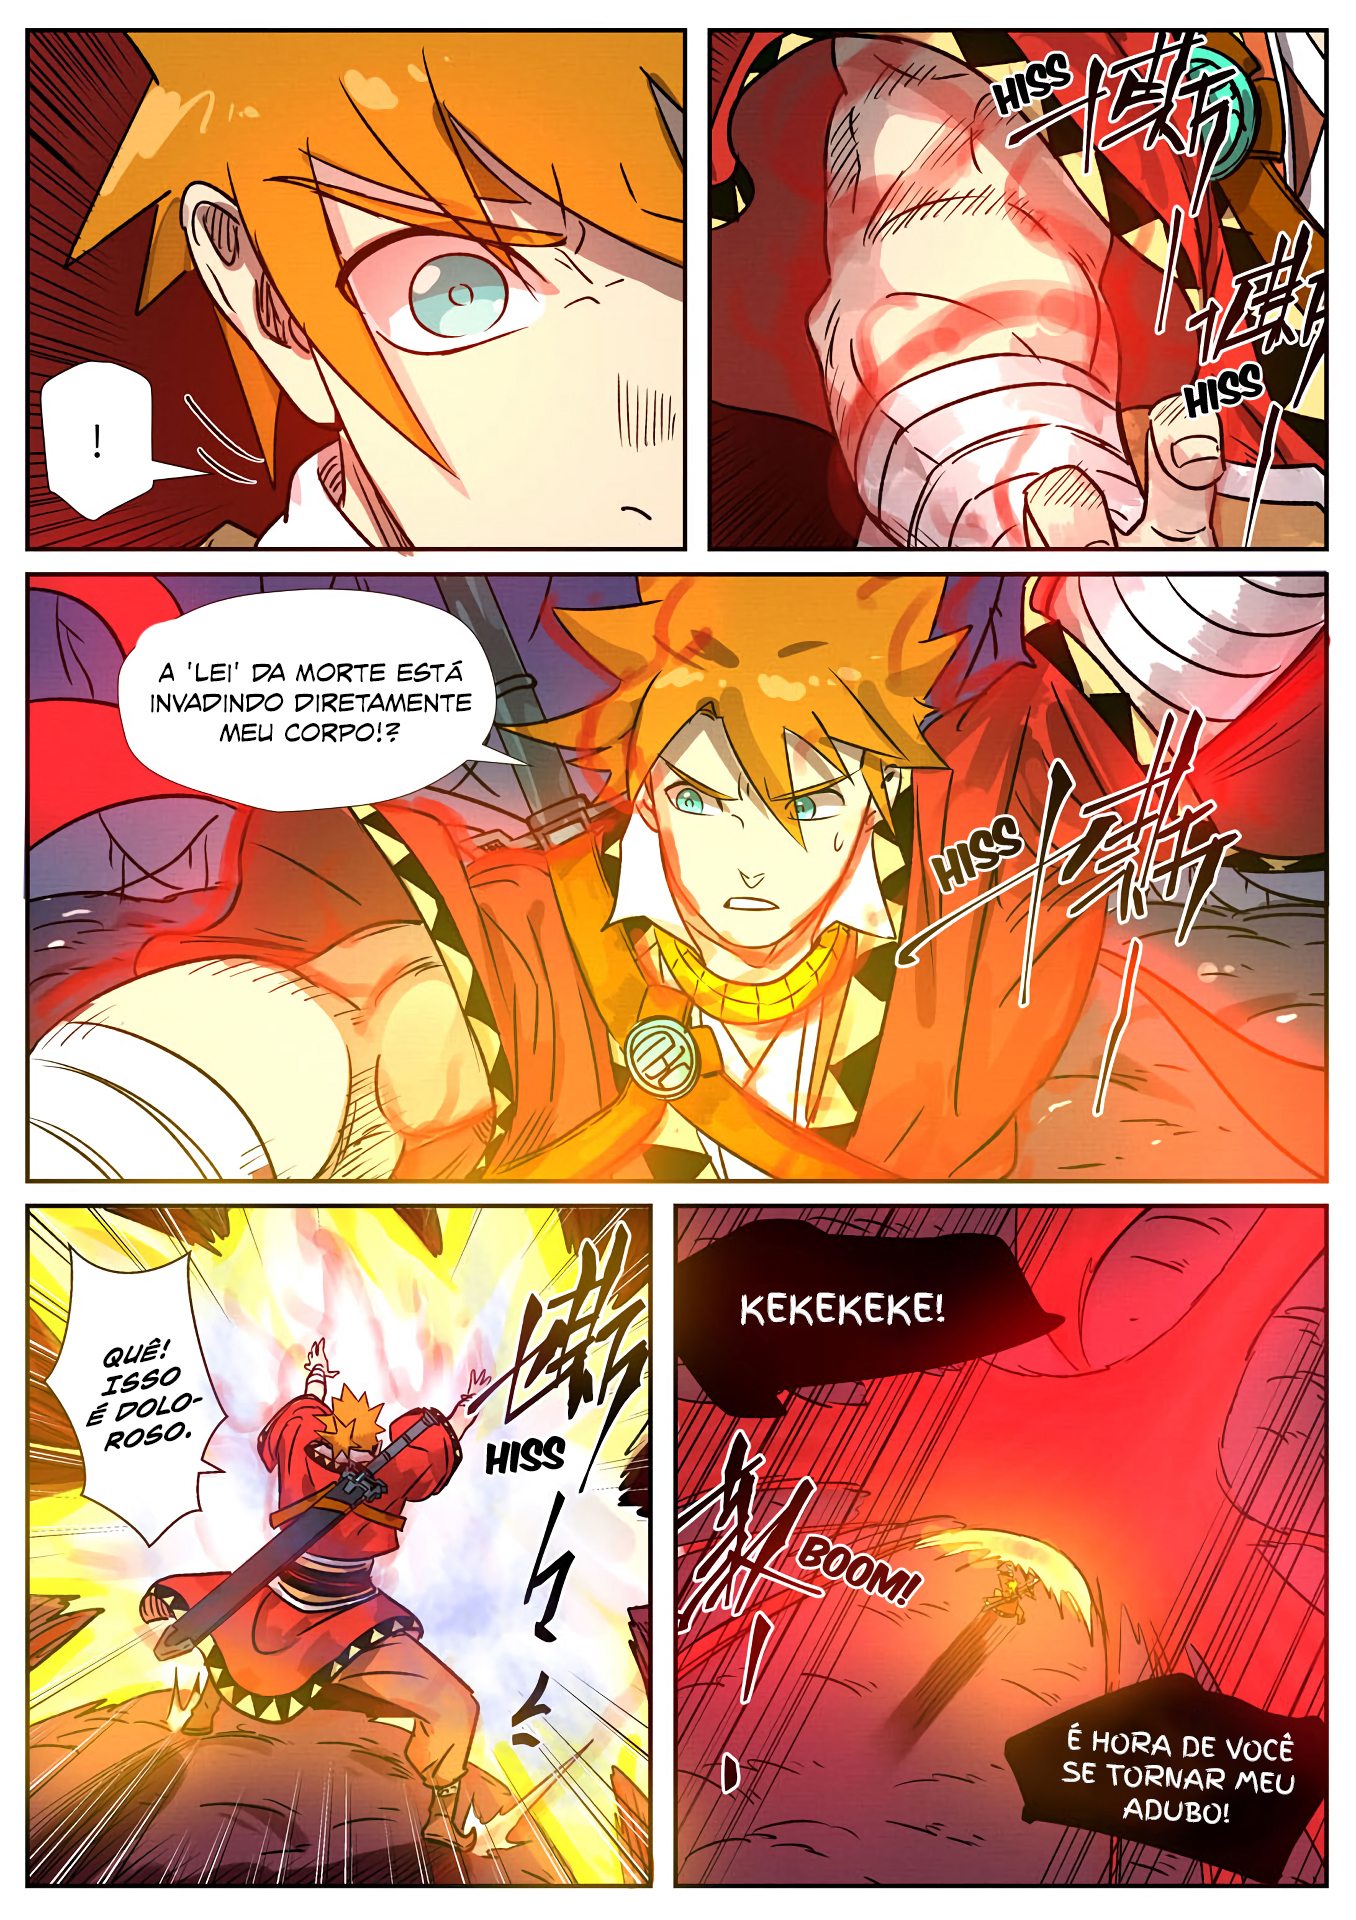 !
HISS
HISS
A 'LEI' DA MORTE ESTÁ
INVADINDO DIRETAMENTE
MEU CORPO!?
HISS
QUÊ!
ISSO
É DOLO-
ROSO.
HISS
KEKEKEKE!
BOOM!
É HORA DE VOCÊ
SE TORNAR MEU
ADUBO!